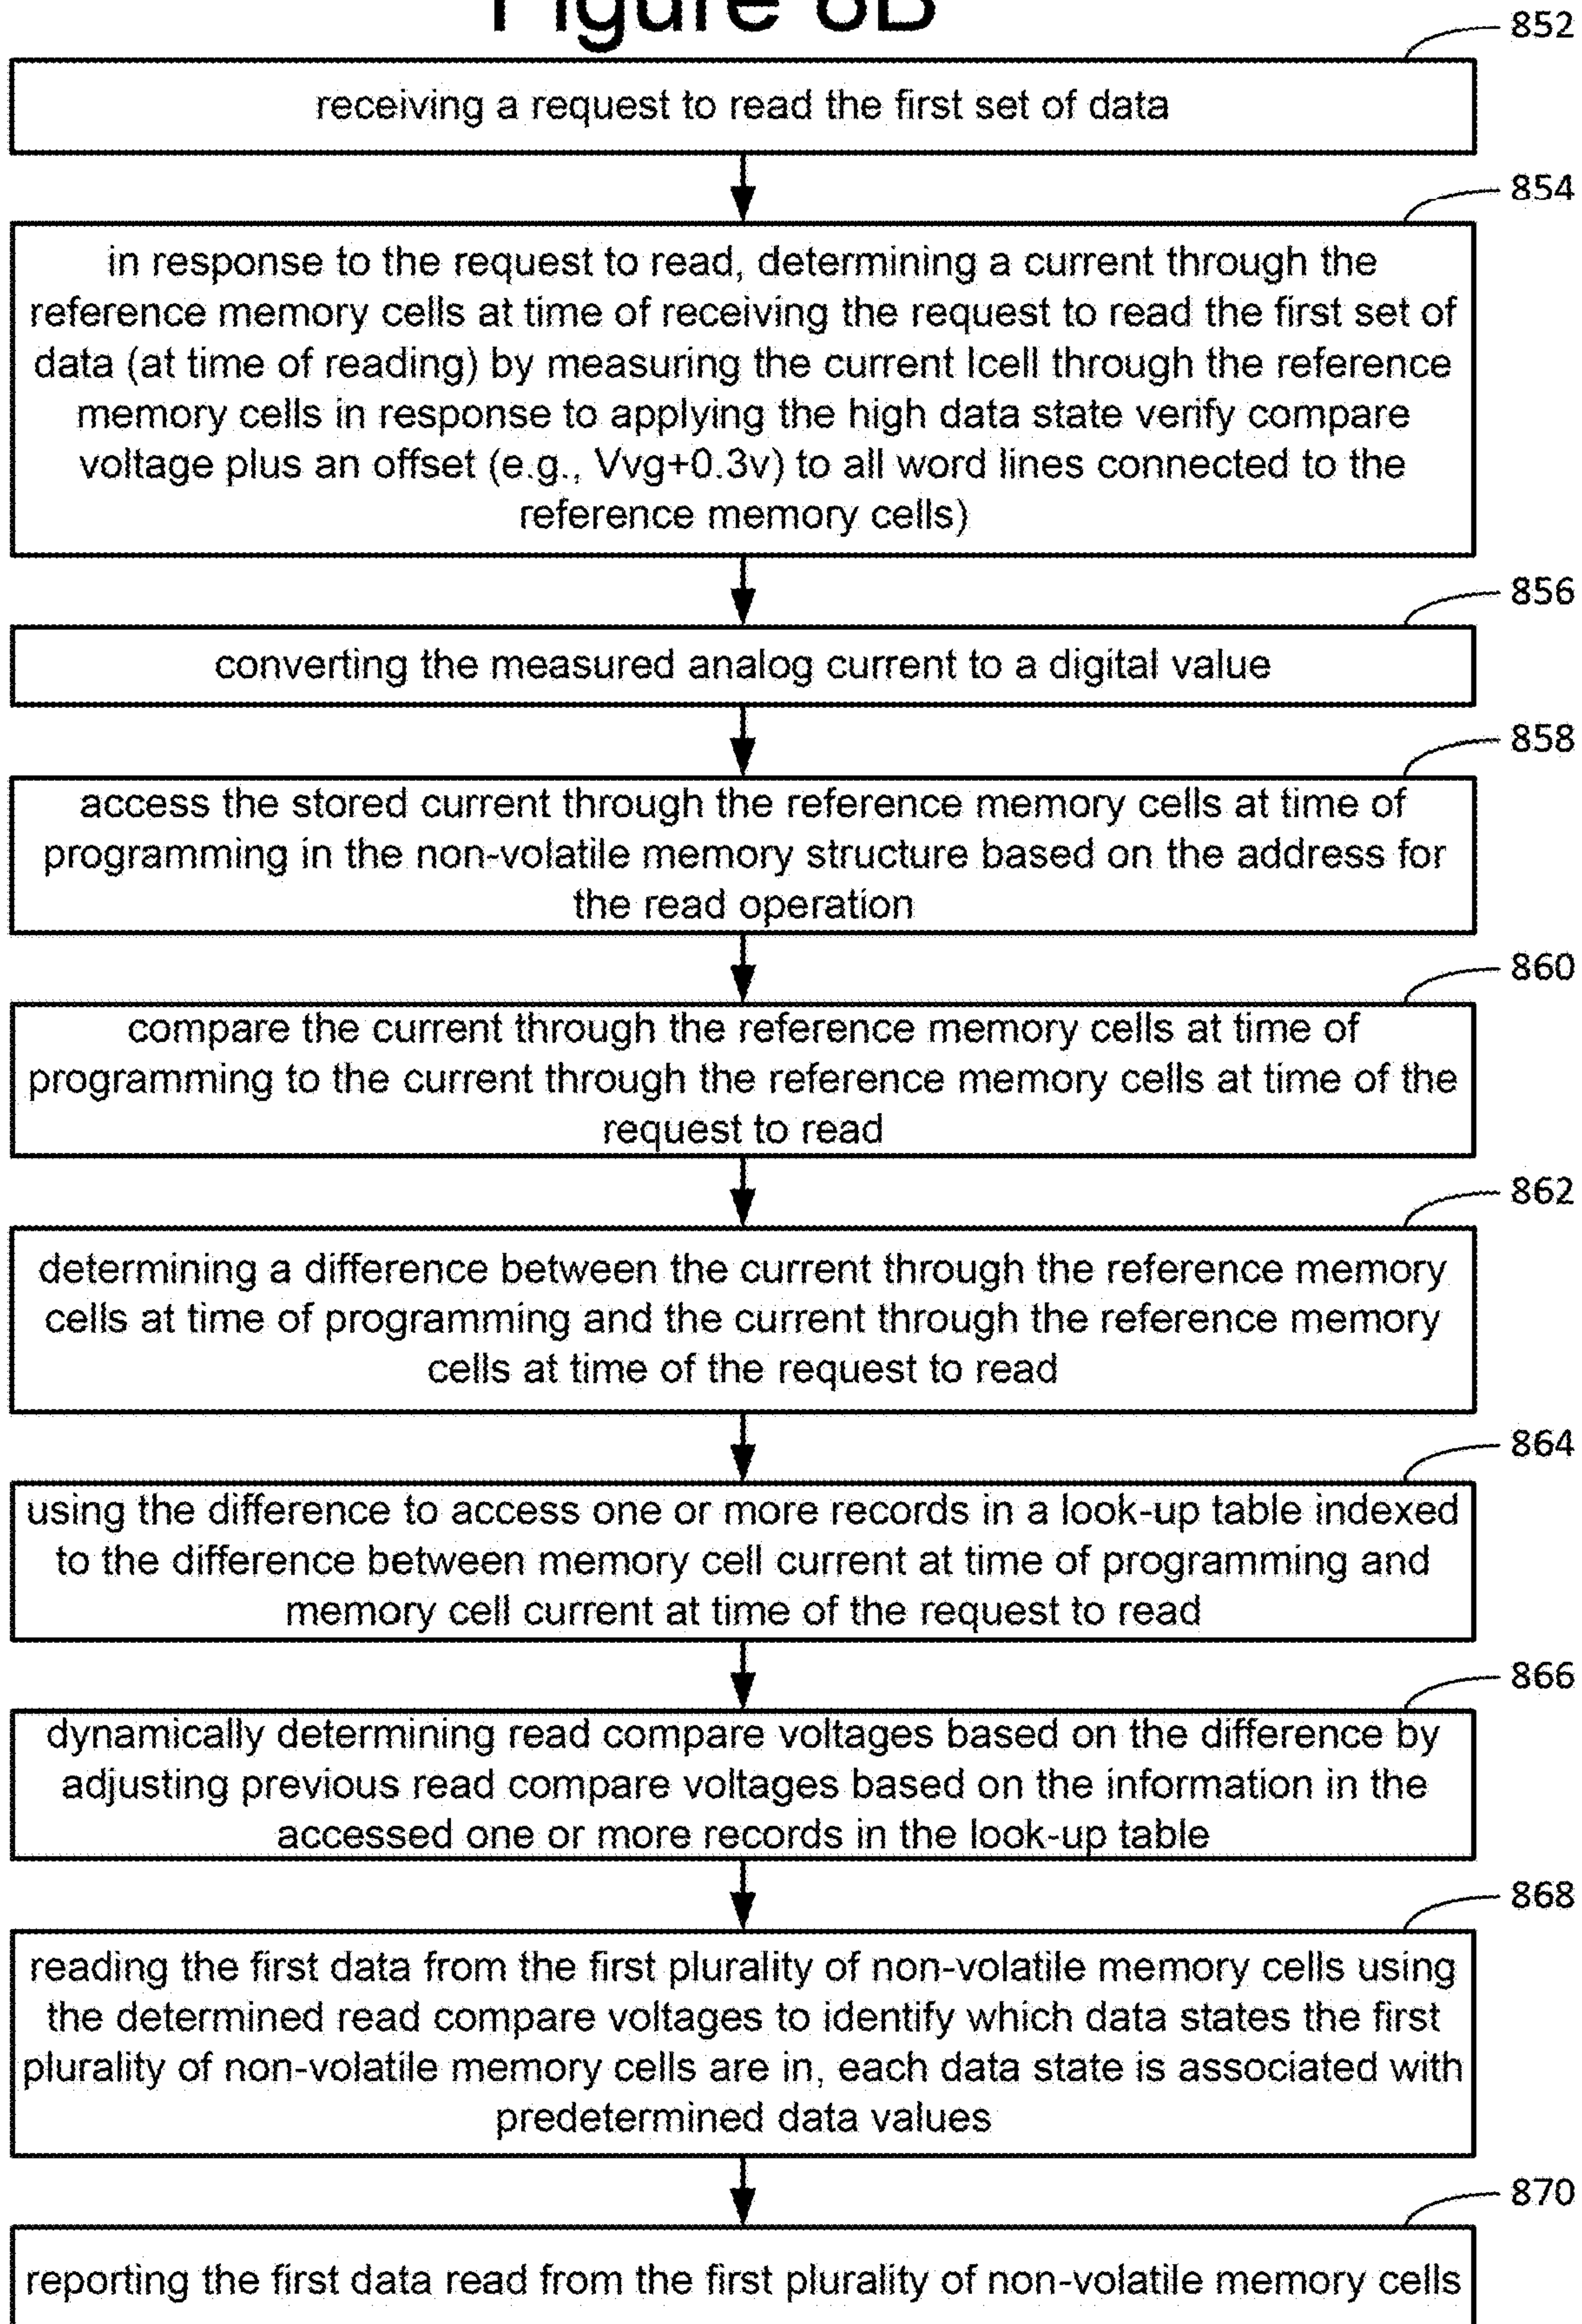 Figure 8B
852
receiving a request to read the first set of data
854
in response to the request to read, determining a current through the
reference memory cells at time of receiving the request to read the first set of
data (at time of reading) by measuring the current Icell through the reference
memory cells in response to applying the high data state verify compare
voltage plus an offset (e.g., Vvg+0.3v) to all word lines connected to the
reference memory cells)
856
converting the measured analog current to a digital value
858
access the stored current through the reference memory cells at time of
programming in the non-volatile memory structure based on the address for
the read operation
860
compare the current through the reference memory cells at time of
programming to the current through the reference memory cells at time of the
request to read
862
determining a difference between the current through the reference memory
cells at time of programming and the current through the reference memory
cells at time of the request to read
864
using the difference to access one or more records in a look-up table indexed
to the difference between memory cell current at time of programming and
memory cell current at time of the request to read
866
dynamically determining read compare voltages based on the difference by
adjusting previous read compare voltages based on the information in the
accessed one or more records in the look-up table
868
reading the first data from the first plurality of non-volatile memory cells using
the determined read compare voltages to identify which data states the first
plurality of non-volatile memory cells are in, each data state is associated with
predetermined data values
870
reporting the first data read from the first plurality of non-volatile memory cells